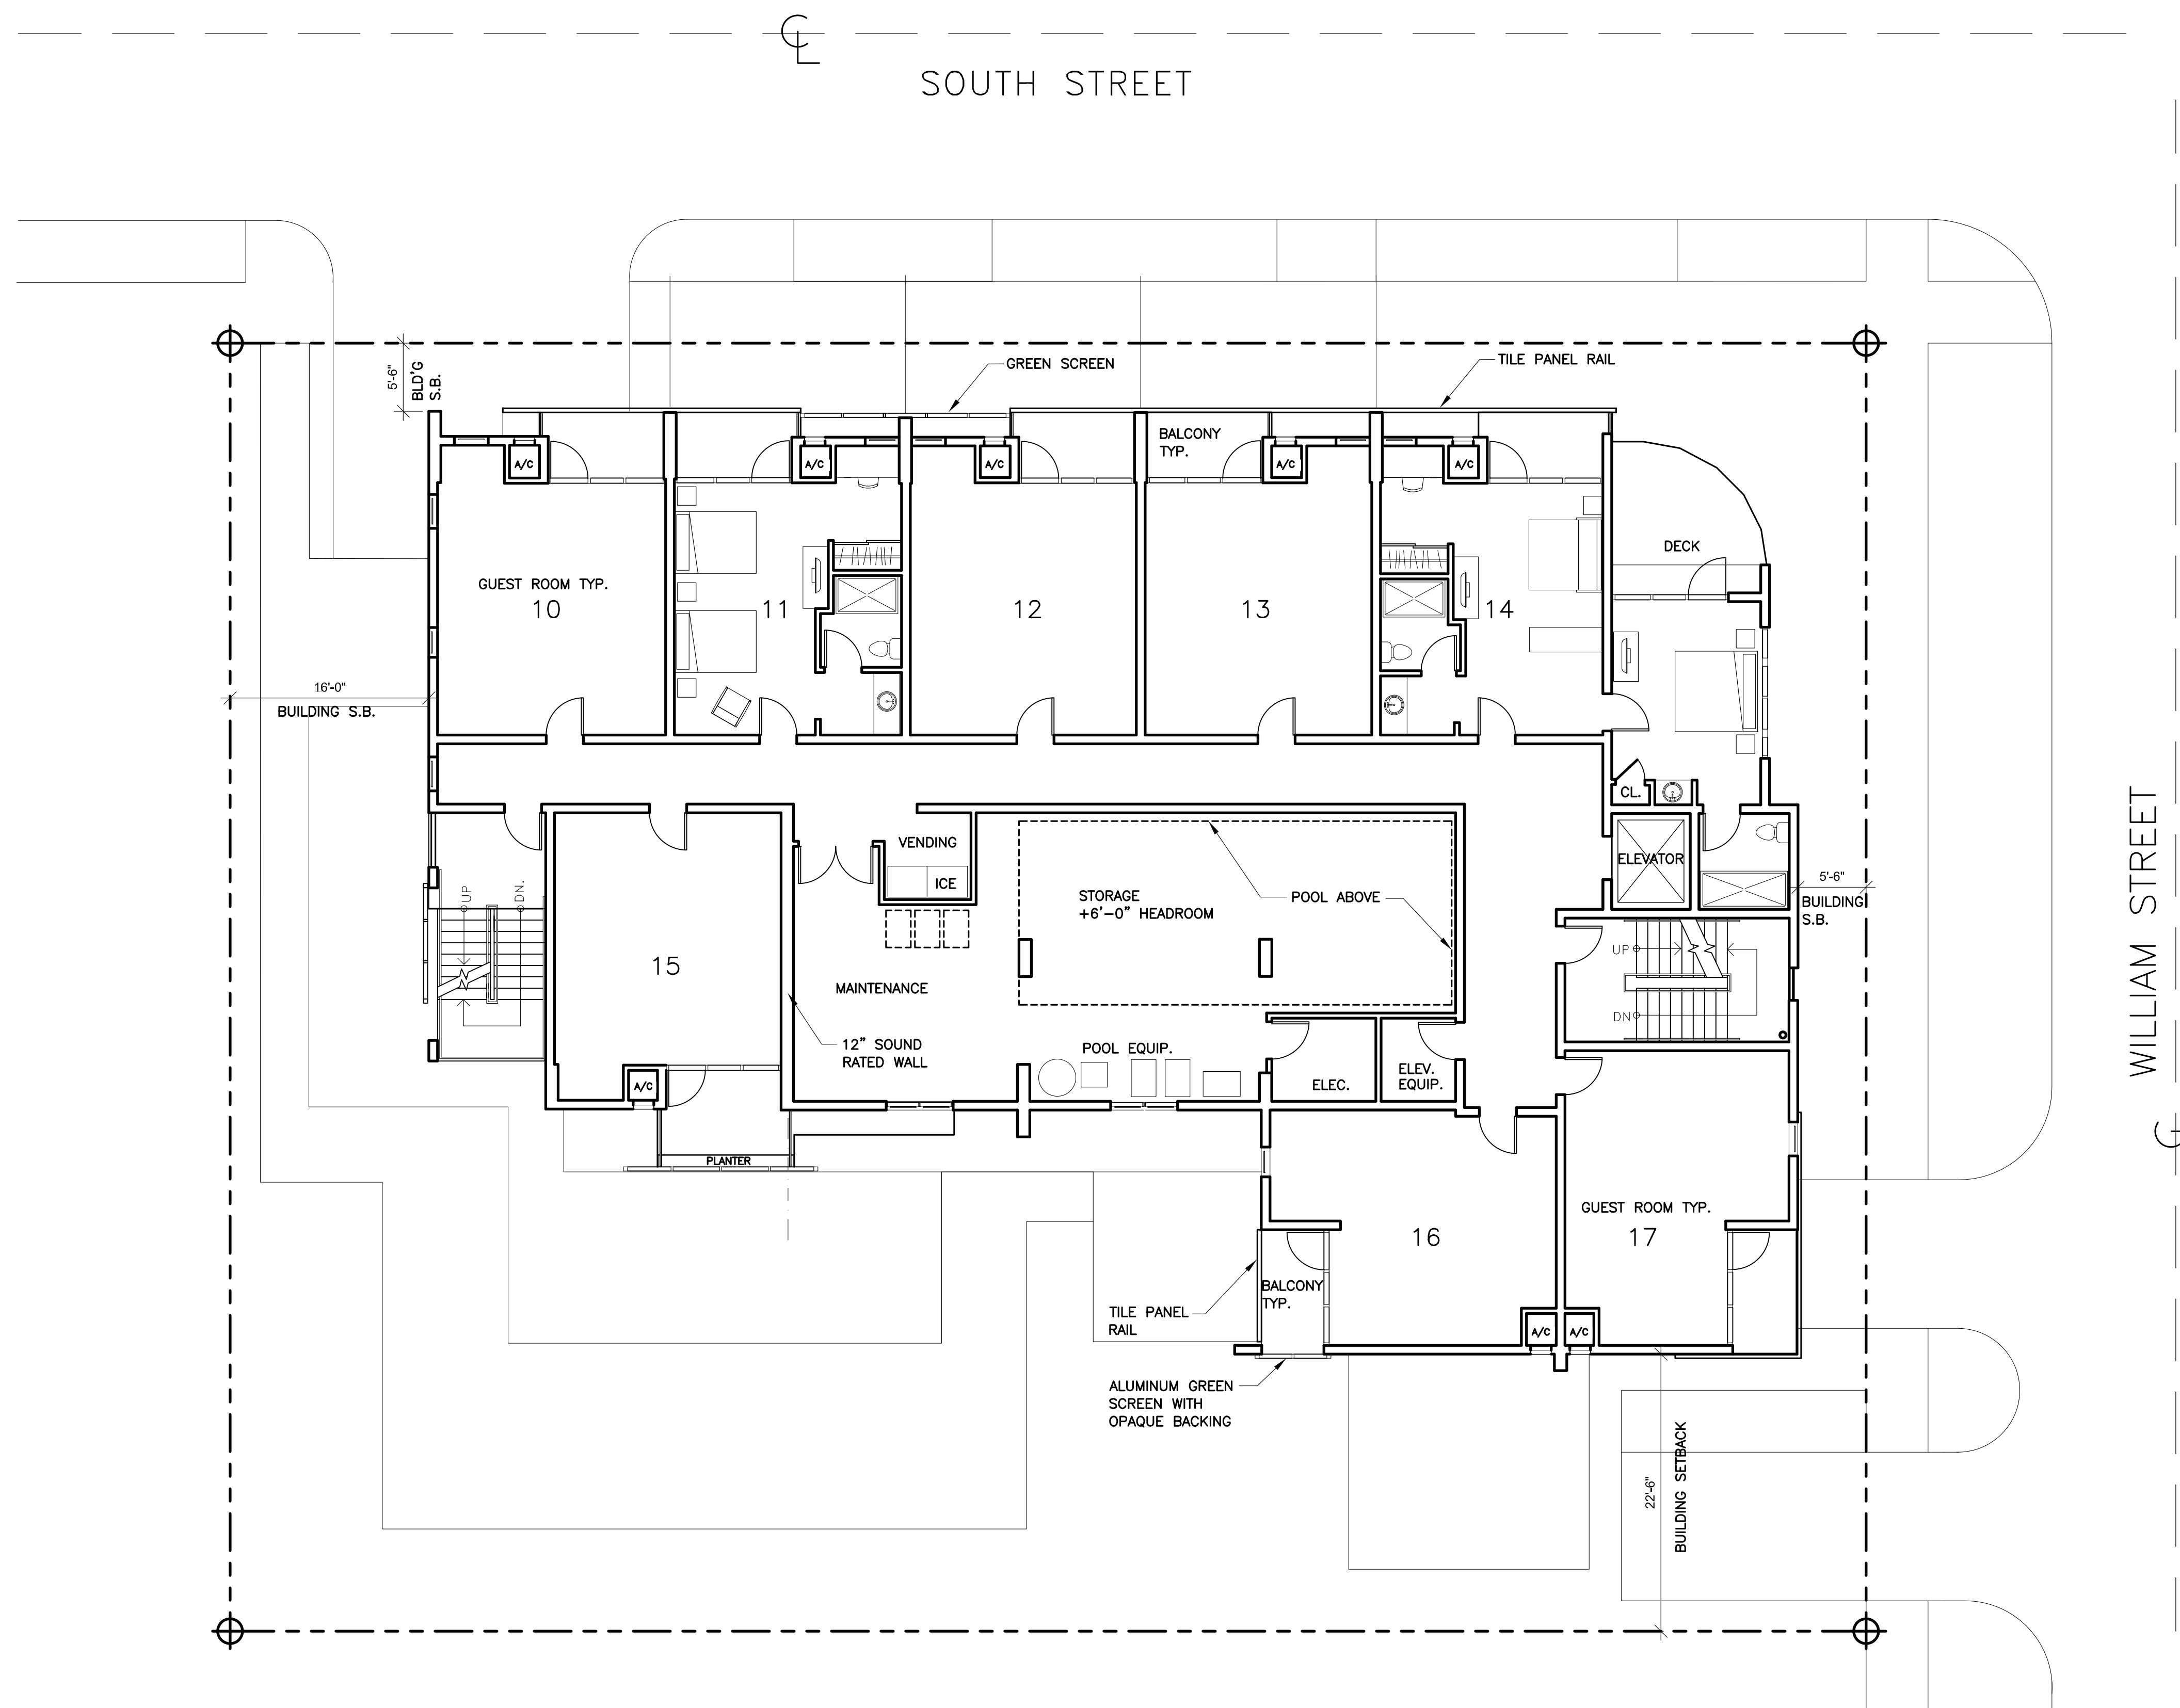 SOUTH STREET
GREEN SCREEN
TILE PANEL RAIL
5'-6"
BLD'G
S.B.
BALCONY
TYP.
A/C
A/C
A/C
A/C
A/C
DECK
GUEST ROOM TYP.
10
11
12
13
14
16'-0"
BUILDING S.B.
CL.
VENDING
ICE
ELEVATOR
STORAGE
+6'-0" HEADROOM
POOL ABOVE
5'-6"
BUILDING
S.B.
UP
DN.
WILLIAM STREET
15
UP
DN
MAINTENANCE
12" SOUND
RATED WALL
POOL EQUIP.
ELEC.
ELEV.
EQUIP.
A/C
PLANTER
GUEST ROOM TYP.
16
17
BALCONY
TYP.
TILE PANEL
RAIL
A/C
A/C
ALUMINUM GREEN
SCREEN WITH
OPAQUE BACKING
22'-6"
BUILDING SETBACK